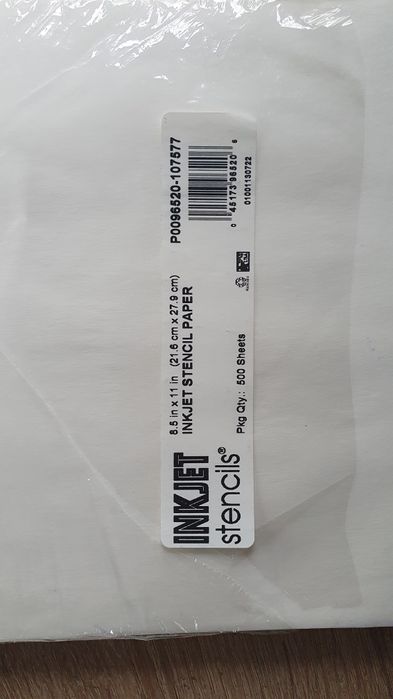 INKJET
stencils®
8.5 in x 11 in (21.6 cm x 27.9 cm)
INKJET STENCIL PAPER
Pkg Qty.: 500 Sheets
P0096520-107577
0 45173 96520 6
01001130722